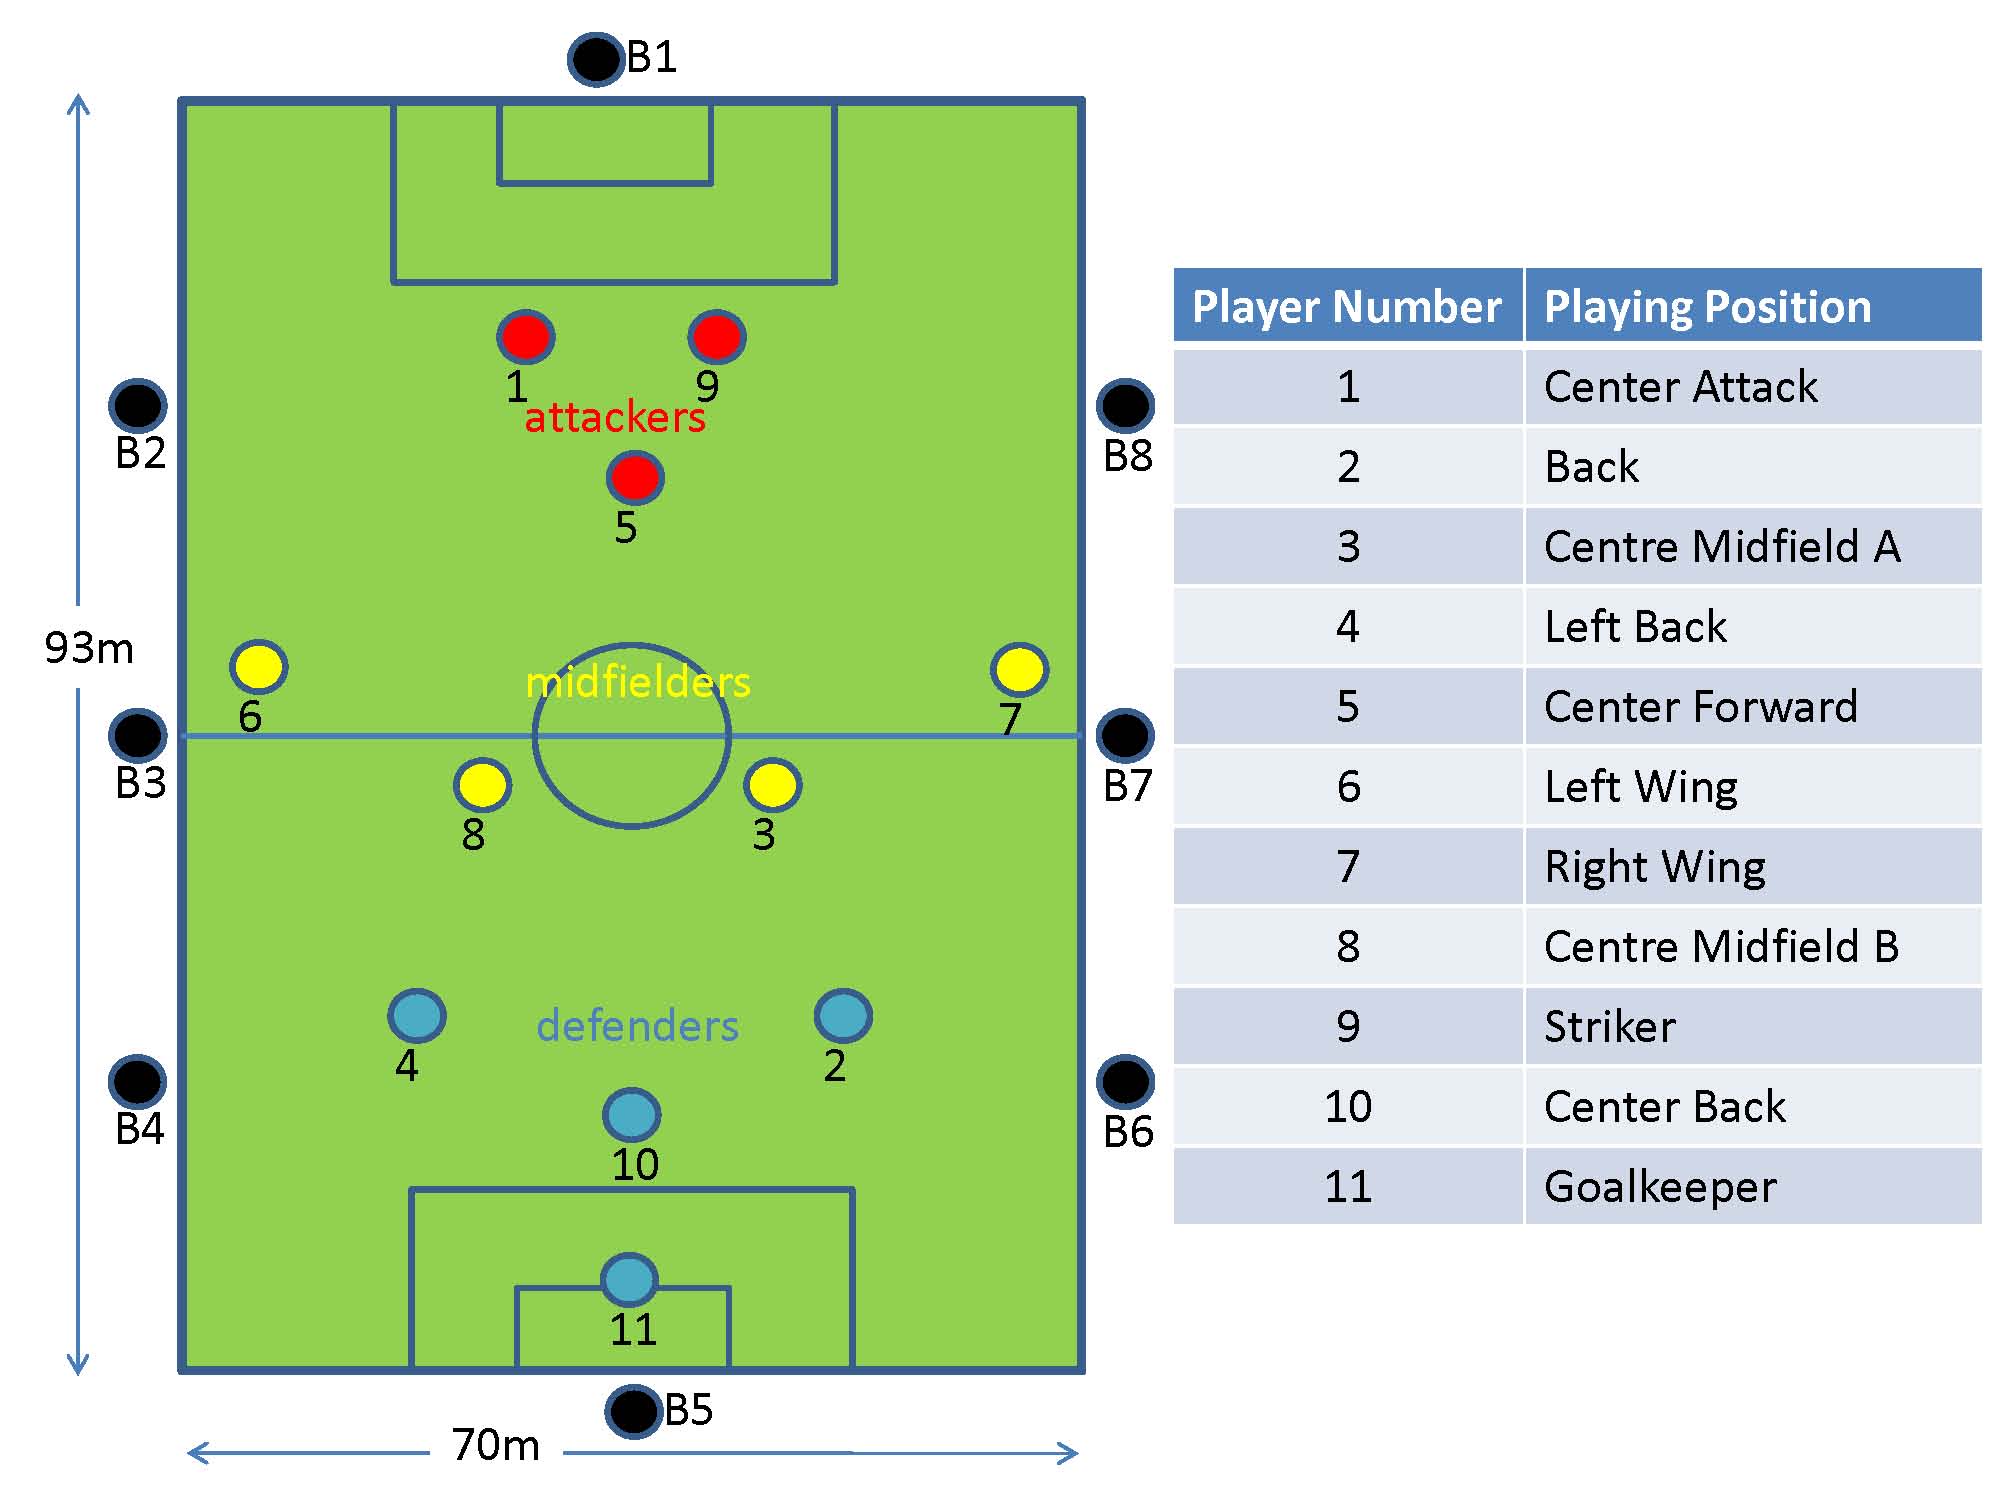 B1
1
9
attackers
B2
B8
5
93m
midfielders
6
7
B3
B7
8
3
defenders
4
2
B4
B6
10
11
B5
70m
Player Number Playing Position
1 Center Attack
2 Back
3 Centre Midfield A
4 Left Back
5 Center Forward
6 Left Wing
7 Right Wing
8 Centre Midfield B
9 Striker
10 Center Back
11 Goalkeeper